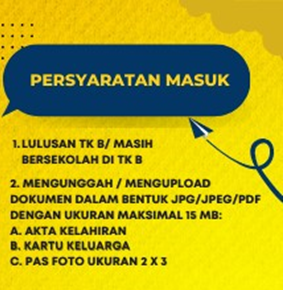 PERSYARATAN MASUK
1. LULUSAN TK B/ MASIH
BERSEKOLAH DI TK B
2. MENGUNGGAH / MENGUPLOAD
DOKUMEN DALAM BENTUK JPG/JPEG/PDF
DENGAN UKURAN MAKSIMAL 15 MB:
A. AKTA KELAHIRAN
B. KARTU KELUARGA
C. PAS FOTO UKURAN 2 X 3